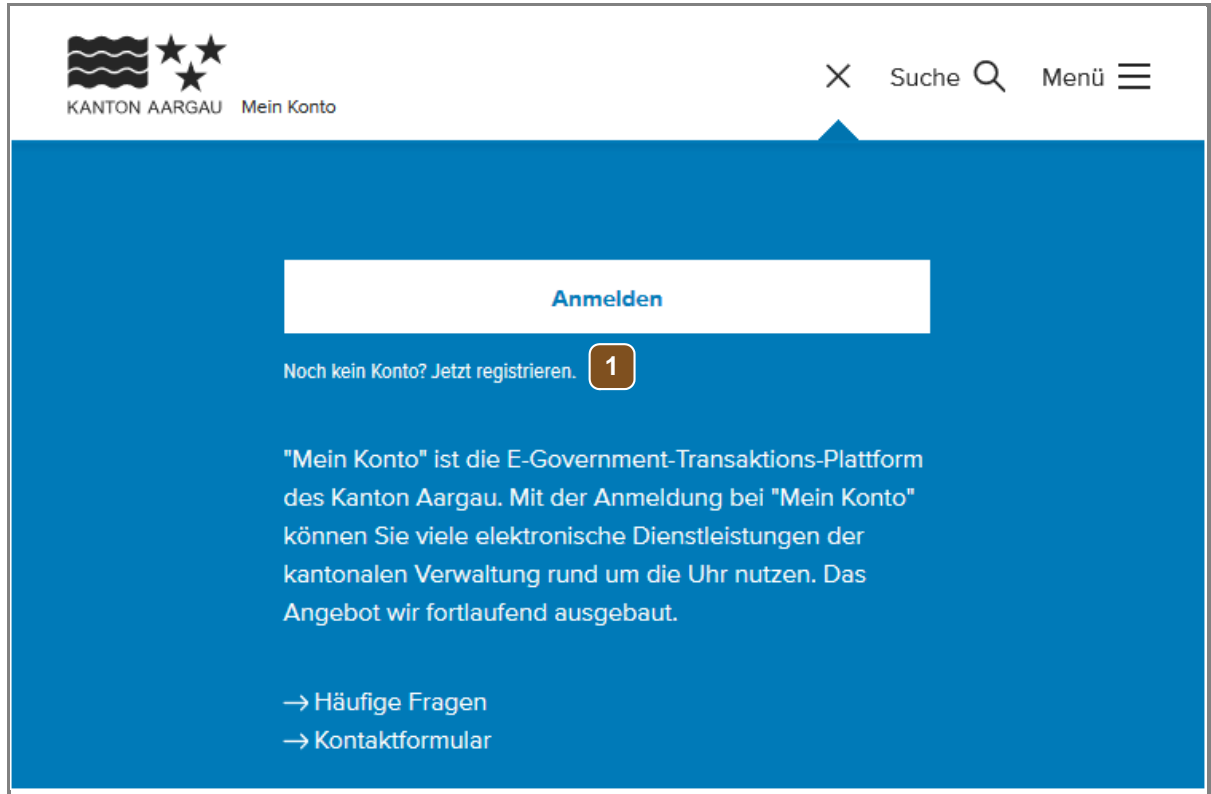 KANTON AARGAU Mein Konto
Suche Menü
Anmelden
Noch kein Konto? Jetzt registrieren. 1
"Mein Konto" ist die E-Government-Transaktions-Plattform
des Kanton Aargau. Mit der Anmeldung bei "Mein Konto"
können Sie viele elektronische Dienstleistungen der
kantonalen Verwaltung rund um die Uhr nutzen. Das
Angebot wir fortlaufend ausgebaut.
→ Häufige Fragen
→ Kontaktformular